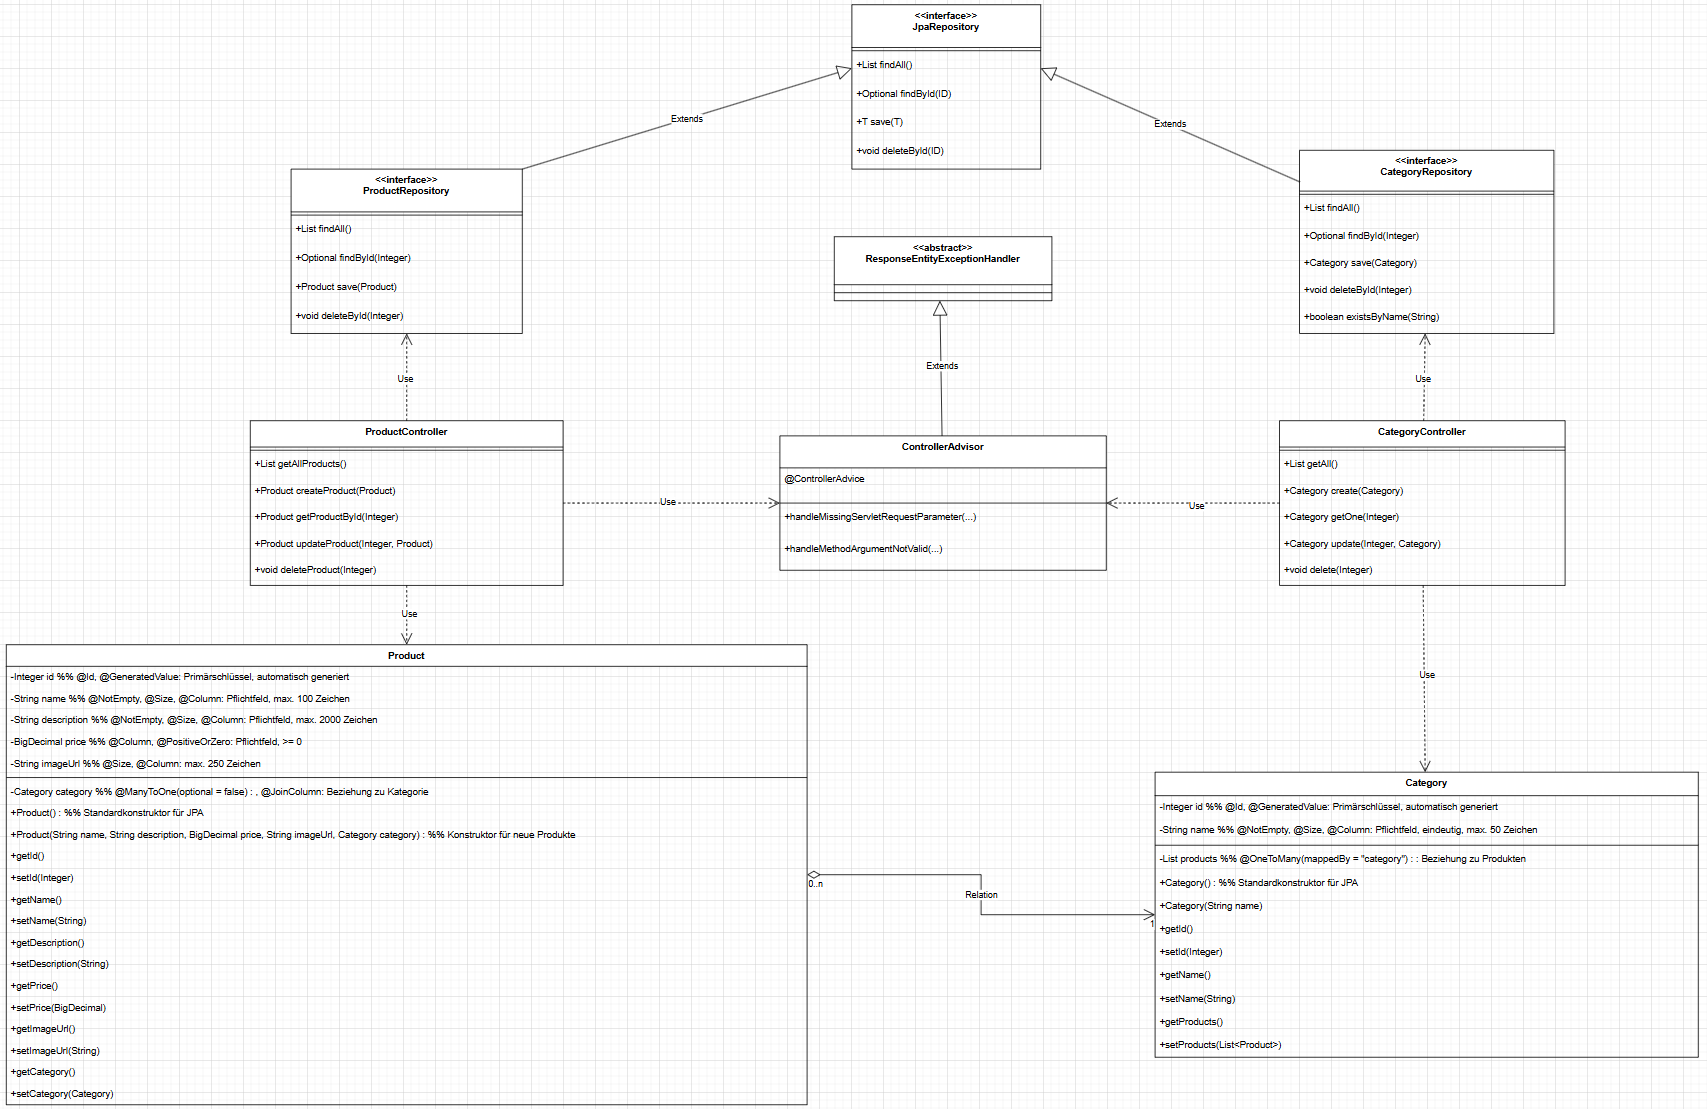 <<interface>>
JpaRepository
+List findAll()
+Optional findById(ID)
+T save(T)
+void deleteById(ID)
Extends
Extends
<<interface>>
ProductRepository
+List findAll()
+Optional findById(Integer)
+Product save(Product)
+void deleteById(Integer)
<<abstract>>
ResponseEntityExceptionHandler
<<interface>>
CategoryRepository
+List findAll()
+Optional findById(Integer)
+Category save(Category)
+void deleteById(Integer)
+boolean existsByName(String)
Use
Extends
Use
ProductController
+List getAllProducts()
+Product createProduct(Product)
+Product getProductById(Integer)
+Product updateProduct(Integer, Product)
+void deleteProduct(Integer)
Use
ControllerAdvisor
@ControllerAdvice
+handleMissingServletRequestParameter(...)
+handleMethodArgumentNotValid(...)
Use
CategoryController
+List getAll()
+Category create(Category)
+Category getOne(Integer)
+Category update(Integer, Category)
+void delete(Integer)
Use
Use
Product
-Integer id %% @Id, @GeneratedValue: Primärschlüssel, automatisch generiert
-String name %% @NotEmpty, @Size, @Column: Pflichtfeld, max. 100 Zeichen
-String description %% @NotEmpty, @Size, @Column: Pflichtfeld, max. 2000 Zeichen
-BigDecimal price %% @Column, @PositiveOrZero: Pflichtfeld, >= 0
-String imageUrl %% @Size, @Column: max. 250 Zeichen
-Category category %% @ManyToOne(optional = false) : , @JoinColumn: Beziehung zu Kategorie
+Product() : %% Standardkonstruktor für JPA
+Product(String name, String description, BigDecimal price, String imageUrl, Category category) : %% Konstruktor für neue Produkte
+getId()
+setId(Integer)
+getName()
+setName(String)
+getDescription()
+setDescription(String)
+getPrice()
+setPrice(BigDecimal)
+getImageUrl()
+setImageUrl(String)
+getCategory()
+setCategory(Category)
0..n
Relation
1
Category
-Integer id %% @Id, @GeneratedValue: Primärschlüssel, automatisch generiert
-String name %% @NotEmpty, @Size, @Column: Pflichtfeld, eindeutig, max. 50 Zeichen
-List products %% @OneToMany(mappedBy = "category") : : Beziehung zu Produkten
+Category() : %% Standardkonstruktor für JPA
+Category(String name)
+getId()
+setId(Integer)
+getName()
+setName(String)
+getProducts()
+setProducts(List<Product>)